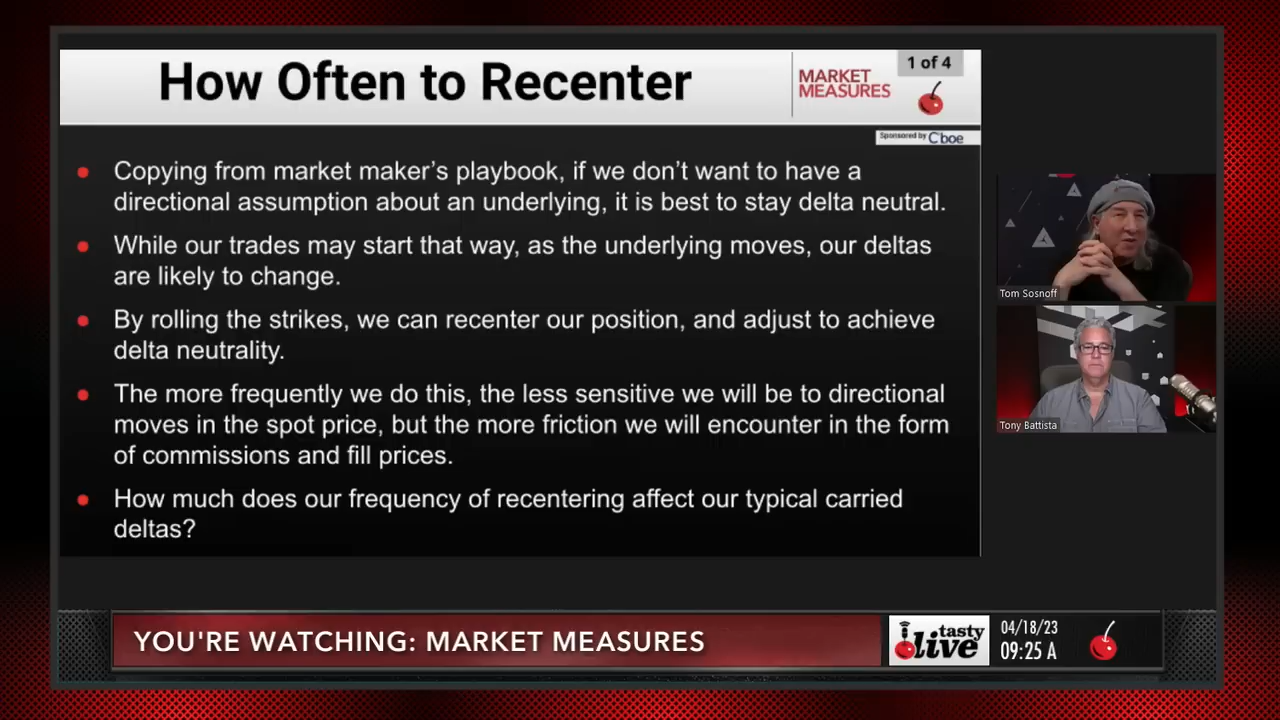 How Often to Recenter
MARKET
MEASURES
1 of 4
Sponsored by Cboe
Copying from market maker's playbook, if we don't want to have a
directional assumption about an underlying, it is best to stay delta neutral.
While our trades may start that way, as the underlying moves, our deltas
are likely to change.
By rolling the strikes, we can recenter our position, and adjust to achieve
delta neutrality.
The more frequently we do this, the less sensitive we will be to directional
moves in the spot price, but the more friction we will encounter in the form
of commissions and fill prices.
How much does our frequency of recentering affect our typical carried
deltas?
Tom Sosnoff
Tony Battista
YOU'RE WATCHING: MARKET MEASURES
tasty
live
04/18/23
09:25 A